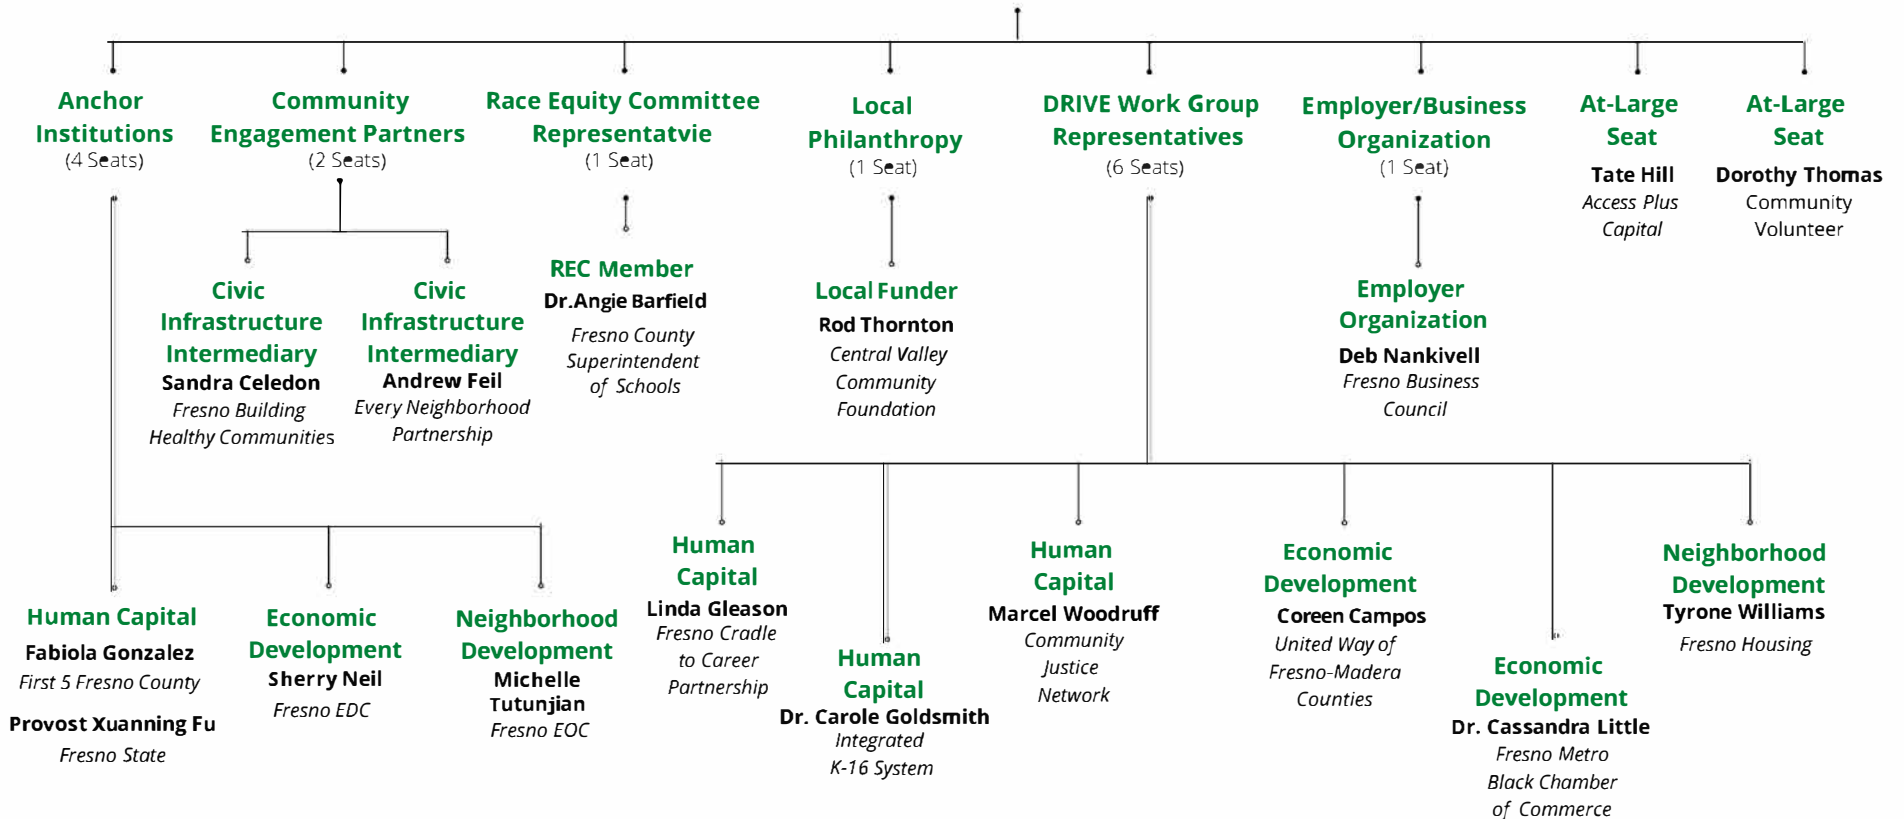 Anchor
Institutions
(4 Seats)
Community
Engagement Partners
(2 Seats)
Race Equity Committee
Representatvie
(1 Seat)
Local
Philanthropy
(1 Seat)
DRIVE Work Group
Representatives
(6 Seats)
Employer/Business
Organization
(1 Seat)
At-Large
Seat
Tate Hill
Access Plus
Capital
At-Large
Seat
Dorothy Thomas
Community
Volunteer
Civic
Infrastructure
Intermediary
Sandra Celedon
Fresno Building
Healthy Communities
Civic
Infrastructure
Intermediary
Andrew Feil
Every Neighborhood
Partnership
REC Member
Dr.Angie Barfield
Fresno County
Superintendent
of Schools
Local Funder
Rod Thornton
Central Valley
Community
Foundation
Employer
Organization
Deb Nankivell
Fresno Business
Council
Human Capital
Fabiola Gonzalez
First 5 Fresno County
Provost Xuanning Fu
Fresno State
Economic
Development
Sherry Neil
Fresno EDC
Neighborhood
Development
Michelle
Tutunjian
Fresno EOC
Human
Capital
Linda Gleason
Fresno Cradle
to Career
Partnership
Human
Capital
Dr. Carole Goldsmith
Integrated
K-16 System
Human
Capital
Marcel Woodruff
Community
Justice
Network
Economic
Development
Coreen Campos
United Way of
Fresno-Madera
Counties
Economic
Development
Dr. Cassandra Little
Fresno Metro
Black Chamber
of Commerce
Neighborhood
Development
Tyrone Williams
Fresno Housing